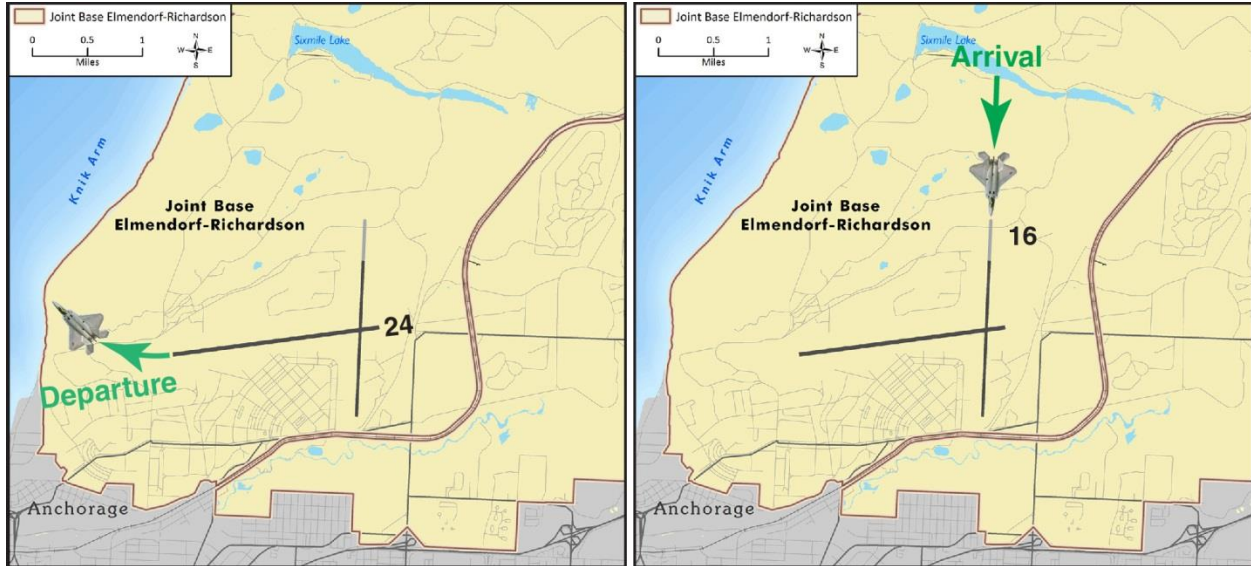 Joint Base Elmendorf-Richardson
0 0.5 1
Miles
N
W E
S
Sixmile Lake
Knik Arm
Joint Base
Elmendorf-Richardson
24
Departure
Anchorage
Joint Base Elmendorf-Richardson
0 0.5 1
Miles
N
W E
S
Sixmile Lake
Arrival
Knik Arm
Joint Base
Elmendorf-Richardson
16
Anchorage